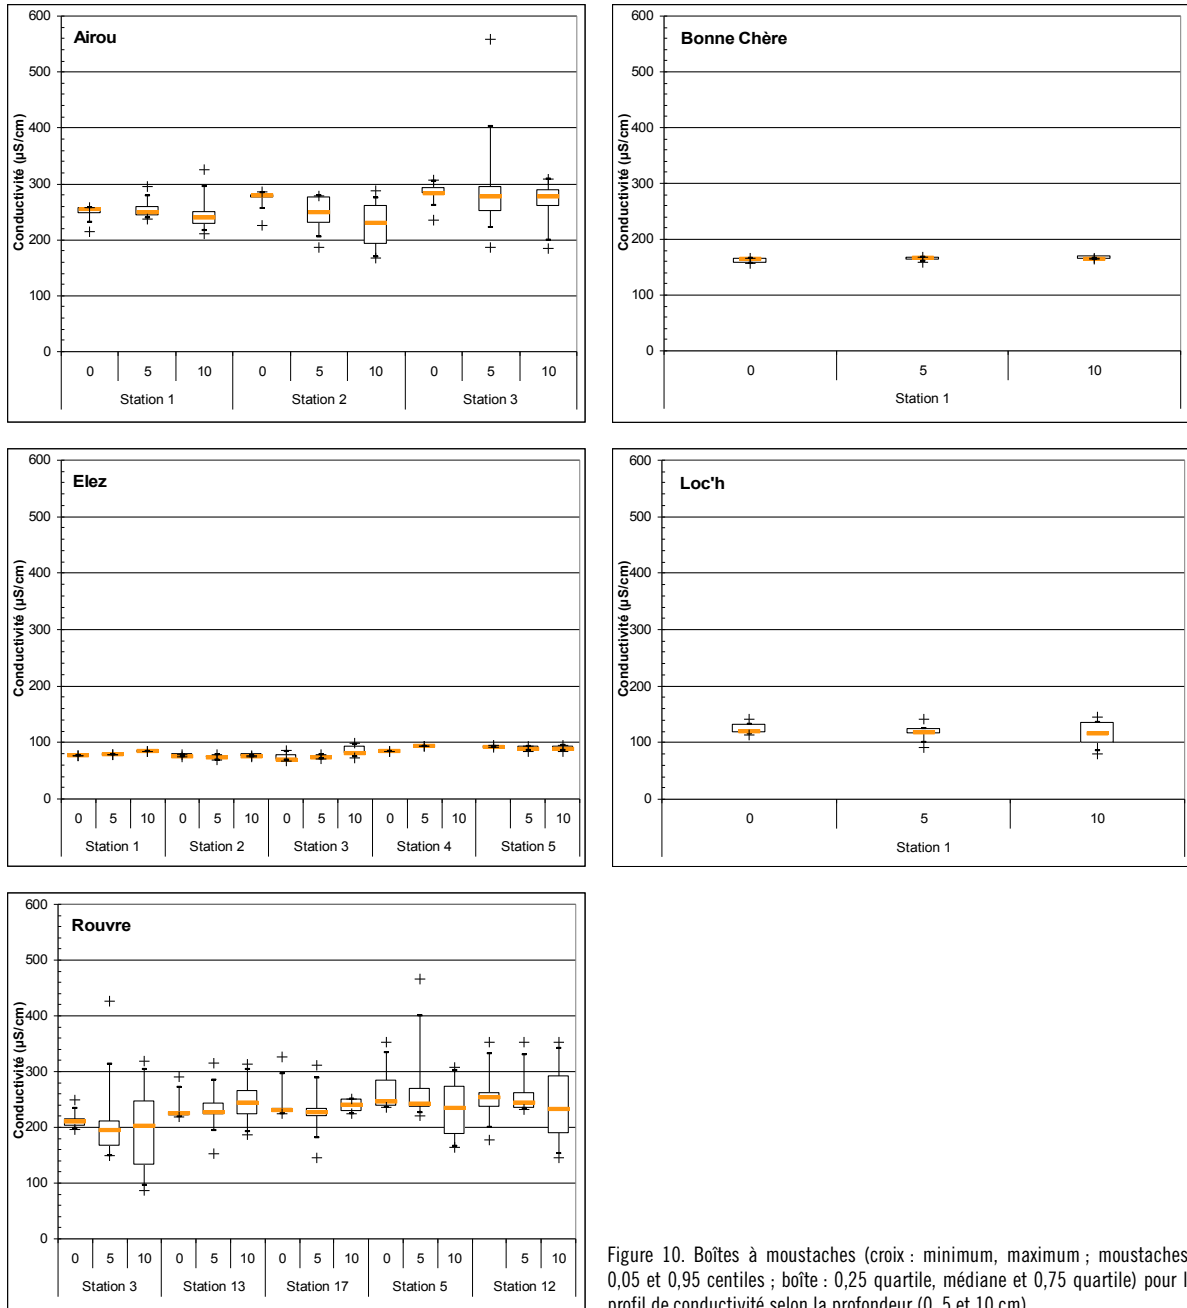 Airou
Conductivité (µS/cm)
600
500
400
300
200
100
0
0 5 10 0 5 10 0 5 10
Station 1 Station 2 Station 3
Bonne Chère
Conductivité (µS/cm)
600
500
400
300
200
100
0
0 5 10
Station 1
Elez
Conductivité (µS/cm)
600
500
400
300
200
100
0
0 5 10 0 5 10 0 5 10 0 5 10 5 10
Station 1 Station 2 Station 3 Station 4 Station 5
Loc'h
Conductivité (µS/cm)
600
500
400
300
200
100
0
0 5 10
Station 1
Rouvre
Conductivité (µS/cm)
600
500
400
300
200
100
0
0 5 10 0 5 10 0 5 10 0 5 10 5 10
Station 3 Station 13 Station 17 Station 5 Station 12
Figure 10. Boîtes à moustaches (croix : minimum, maximum ; moustaches
0,05 et 0,95 centiles ; boîte : 0,25 quartile, médiane et 0,75 quartile) pour l
profil de conductivité selon la profondeur (0, 5 et 10 cm)